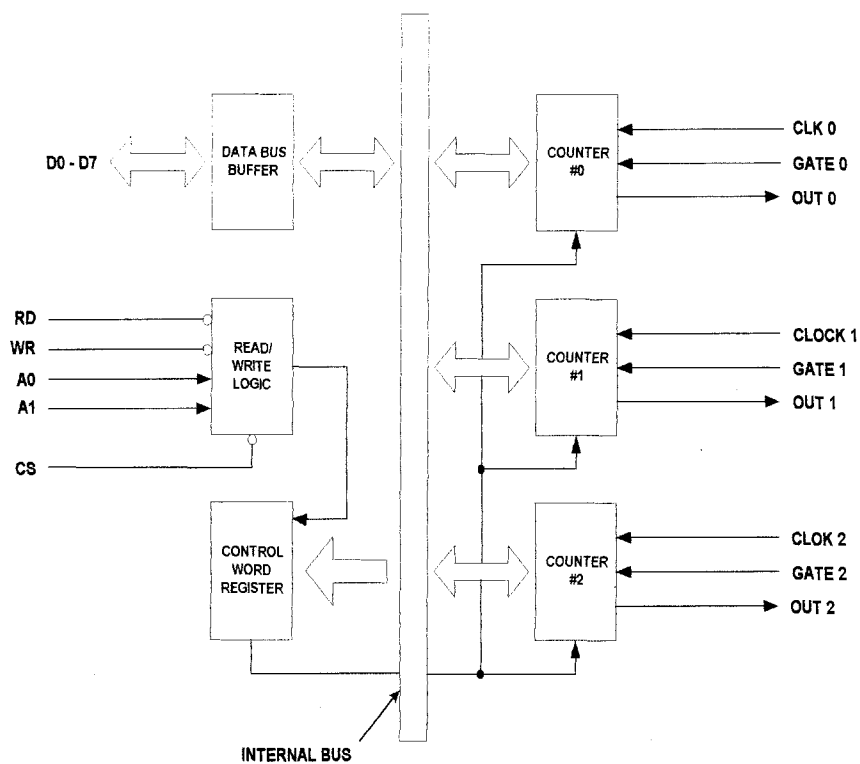 D0 - D7
DATA BUS
BUFFER
COUNTER
#0
CLK 0
GATE 0
OUT 0
RD
WR
A0
A1
CS
READ/
WRITE
LOGIC
COUNTER
#1
CLOCK 1
GATE 1
OUT 1
CONTROL
WORD
REGISTER
COUNTER
#2
CLOK 2
GATE 2
OUT 2
INTERNAL BUS